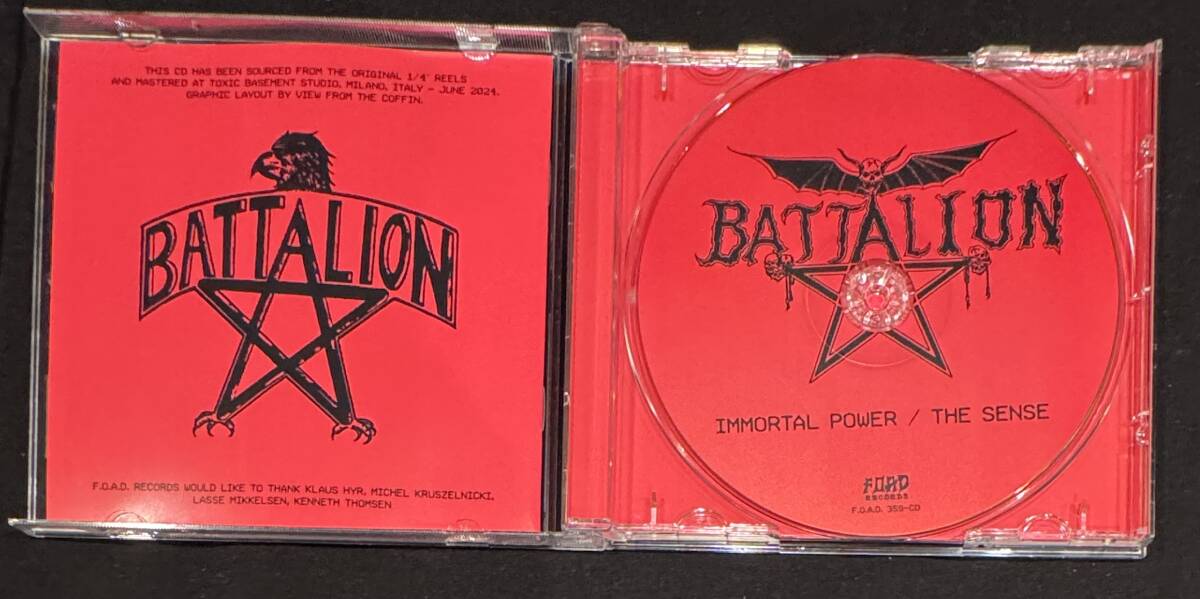 THIS CD HAS BEEN SOURCED FROM THE ORIGINAL 1/4" REELS
AND MASTERED AT TOXIC BASEMENT STUDIO, MILANO, ITALY - JUNE 2024.
GRAPHIC LAYOUT BY VIEW FROM THE COFFIN.
BATTALION
F.O.A.D. RECORDS WOULD LIKE TO THANK KLAUS HYR, MICHEL KRUSZELNICKI,
LASSE MIKKELSEN, KENNETH THOMSEN
BATTALION
IMMORTAL POWER / THE SENSE
F.O.A.D
RECORDS
F.O.A.D. 359-CD